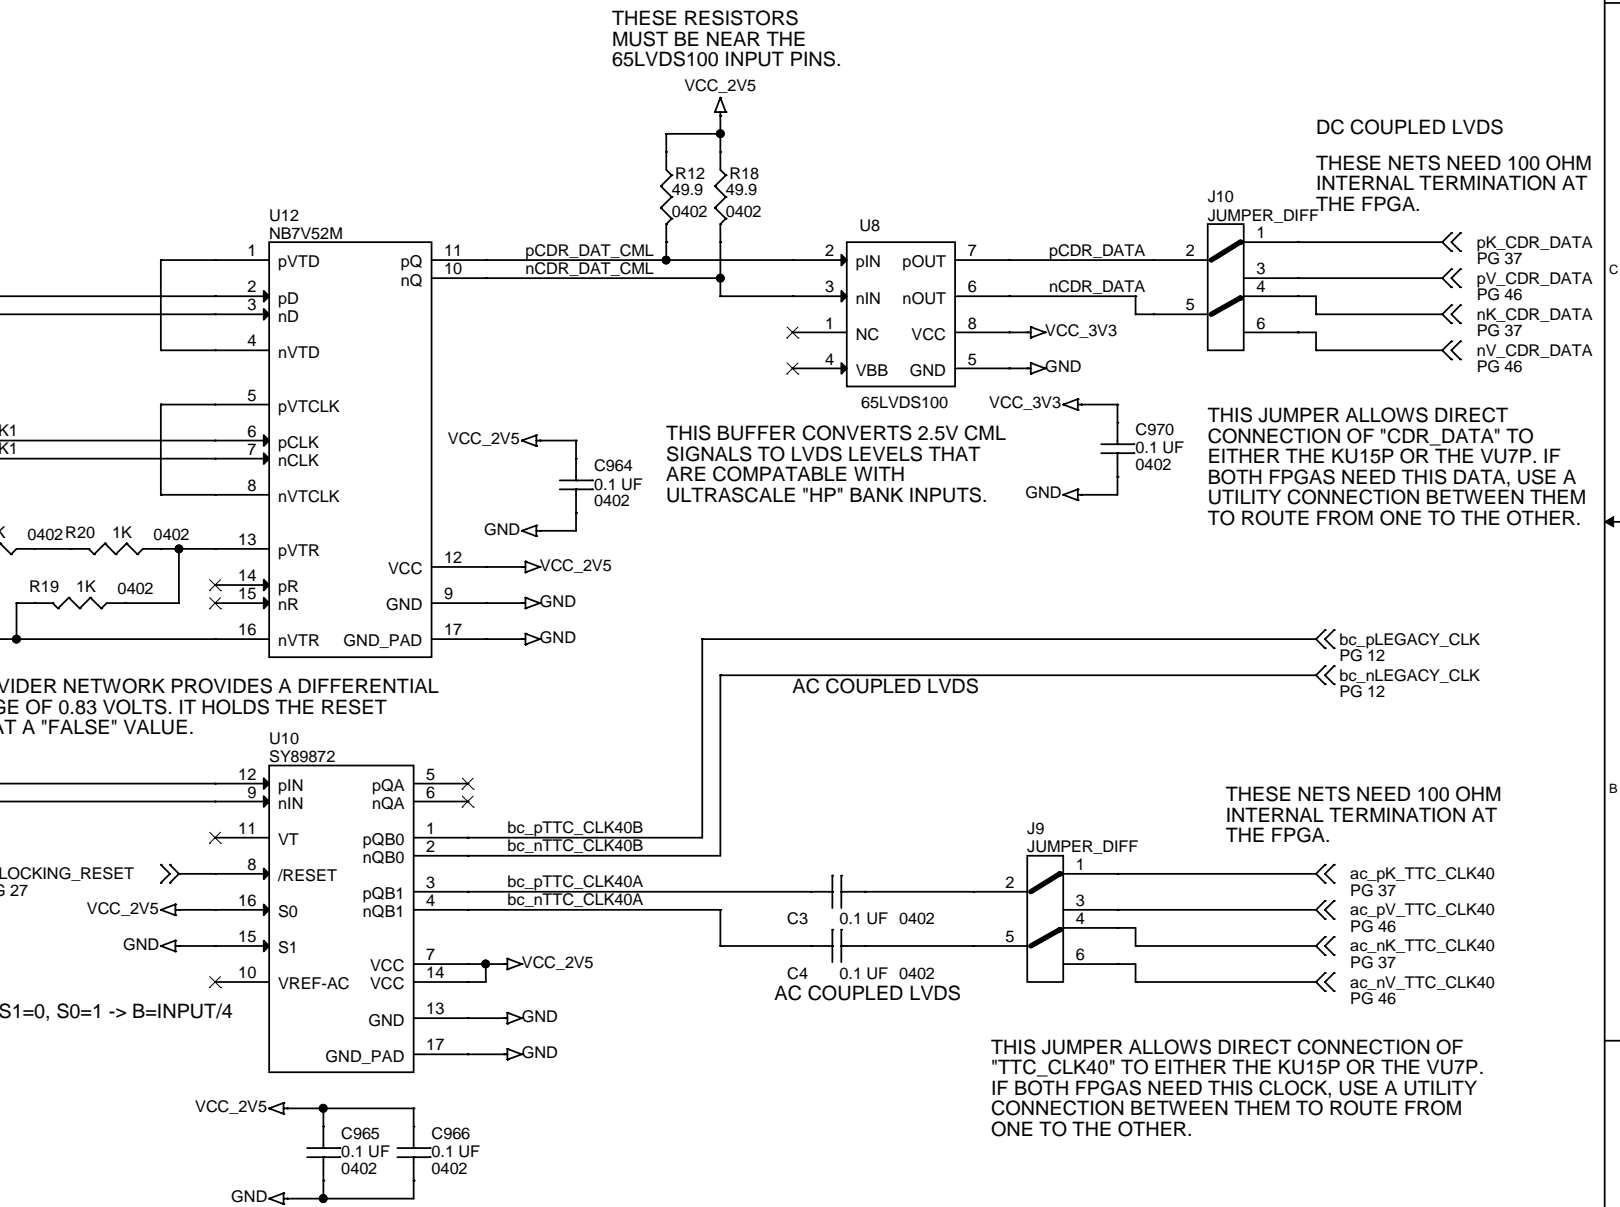 THESE RESISTORS
MUST BE NEAR THE
65LVDS100 INPUT PINS.
VCC_2V5
R12
49.9
0402
R18
49.9
0402
DC COUPLED LVDS
THESE NETS NEED 100 OHM
INTERNAL TERMINATION AT
THE FPGA.
U12
NB7V52M
1 pVTD
2 pD
3 nD
4 nVTD
5 pVTCLK
6 pCLK
7 nCLK
8 nVTCLK
13 pVTR
14 pR
15 nR
16 nVTR
pQ 11
nQ 10
VCC 12 VCC_2V5
GND 9 GND
GND_PAD 17 GND
pCDR_DAT_CML
nCDR_DAT_CML
U8
2 pIN
3 nIN
1 NC
4 VBB
pOUT 7
nOUT 6
VCC 8 VCC_3V3
GND 5 GND
65LVDS100
pCDR_DATA
nCDR_DATA
J10
JUMPER_DIFF
2
5
1
3
4
6
pK_CDR_DATA
PG 37
pV_CDR_DATA
PG 46
nK_CDR_DATA
PG 37
nV_CDR_DATA
PG 46
C
K1
K1
VCC_2V5
C964
0.1 UF
0402
GND
THIS BUFFER CONVERTS 2.5V CML
SIGNALS TO LVDS LEVELS THAT
ARE COMPATABLE WITH
ULTRASCALE "HP" BANK INPUTS.
VCC_3V3
C970
0.1 UF
0402
GND
THIS JUMPER ALLOWS DIRECT
CONNECTION OF "CDR_DATA" TO
EITHER THE KU15P OR THE VU7P. IF
BOTH FPGAS NEED THIS DATA, USE A
UTILITY CONNECTION BETWEEN THEM
TO ROUTE FROM ONE TO THE OTHER.
K 0402 R20 1K 0402
R19 1K 0402
VIDER NETWORK PROVIDES A DIFFERENTIAL
GE OF 0.83 VOLTS. IT HOLDS THE RESET
AT A "FALSE" VALUE.
bc_pLEGACY_CLK
PG 12
bc_nLEGACY_CLK
PG 12
AC COUPLED LVDS
U10
SY89872
12 pIN
9 nIN
11 VT
8 /RESET
16 S0
15 S1
10 VREF-AC
pQA 5
nQA 6
pQB0 1
nQB0 2
pQB1 3
nQB1 4
VCC 7
VCC 14
VCC_2V5
GND 13 GND
GND_PAD 17 GND
LOCKING_RESET
G 27
VCC_2V5
GND
S1=0, S0=1 -> B=INPUT/4
bc_pTTC_CLK40B
bc_nTTC_CLK40B
bc_pTTC_CLK40A
bc_nTTC_CLK40A
C3 0.1 UF 0402
C4 0.1 UF 0402
AC COUPLED LVDS
THESE NETS NEED 100 OHM
INTERNAL TERMINATION AT
THE FPGA.
B
J9
JUMPER_DIFF
2
5
1
3
4
6
ac_pK_TTC_CLK40
PG 37
ac_pV_TTC_CLK40
PG 46
ac_nK_TTC_CLK40
PG 37
ac_nV_TTC_CLK40
PG 46
THIS JUMPER ALLOWS DIRECT CONNECTION OF
"TTC_CLK40" TO EITHER THE KU15P OR THE VU7P.
IF BOTH FPGAS NEED THIS CLOCK, USE A UTILITY
CONNECTION BETWEEN THEM TO ROUTE FROM
ONE TO THE OTHER.
VCC_2V5
C965
0.1 UF
0402
C966
0.1 UF
0402
GND